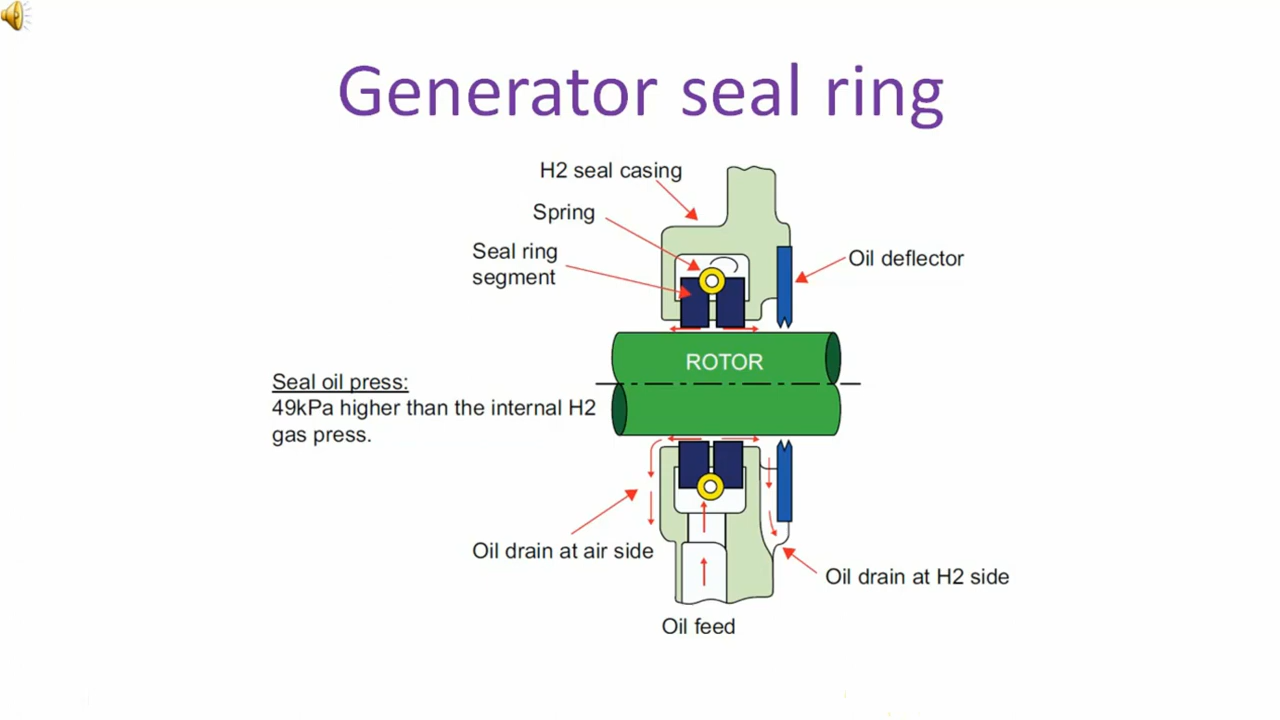 Generator seal ring
H2 seal casing
Spring
Seal ring
segment
Oil deflector
ROTOR
Seal oil press:
49kPa higher than the internal H2
gas press.
Oil drain at air side
Oil drain at H2 side
Oil feed